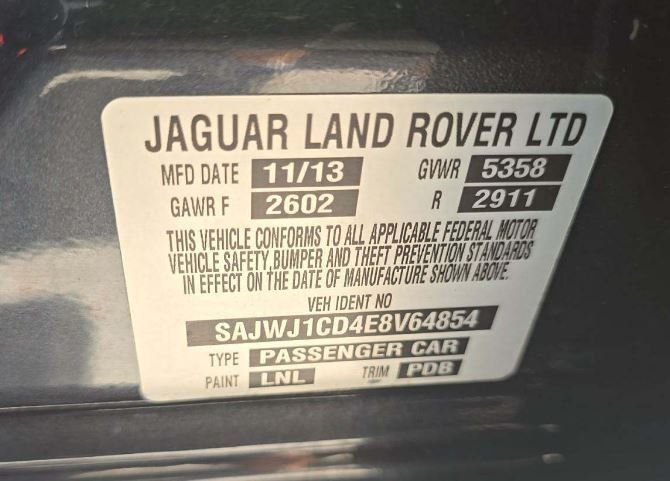 JAGUAR LAND ROVER LTD
MFD DATE 11/13 GVWR 5358
GAWR F 2602 R 2911
THIS VEHICLE CONFORMS TO ALL APPLICABLE FEDERAL MOTOR
VEHICLE SAFETY,BUMPER AND THEFT PREVENTION STANDARDS
IN EFFECT ON THE DATE OF MANUFACTURE SHOWN ABOVE.
VEH IDENT NO
SAJWJ1CD4E8V64854
TYPE PASSENGER CAR
PAINT LNL TRIM PDB